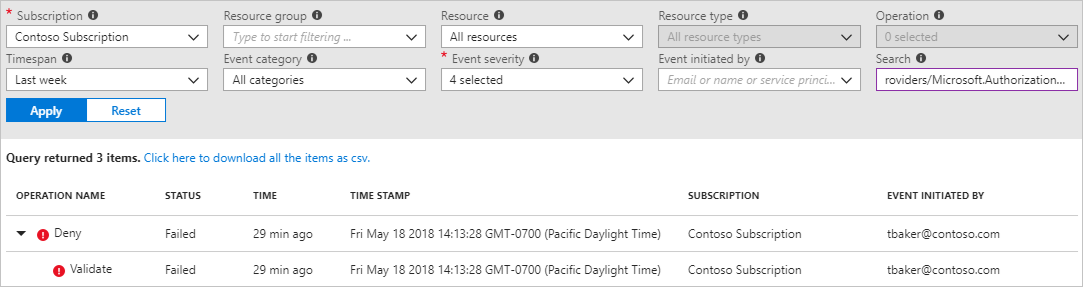 * Subscription Resource group Resource Resource type Operation
Contoso Subscription Type to start filtering ... All resources All resource types 0 selected
Timespan Event category * Event severity Event initiated by Search
Last week All categories 4 selected Email or name or service princi... roviders/Microsoft.Authorization...
Apply Reset
Query returned 3 items. Click here to download all the items as csv.
OPERATION NAME STATUS TIME TIME STAMP SUBSCRIPTION EVENT INITIATED BY
Deny Failed 29 min ago Fri May 18 2018 14:13:28 GMT-0700 (Pacific Daylight Time) Contoso Subscription tbaker@contoso.com
Validate Failed 29 min ago Fri May 18 2018 14:13:28 GMT-0700 (Pacific Daylight Time) Contoso Subscription tbaker@contoso.com